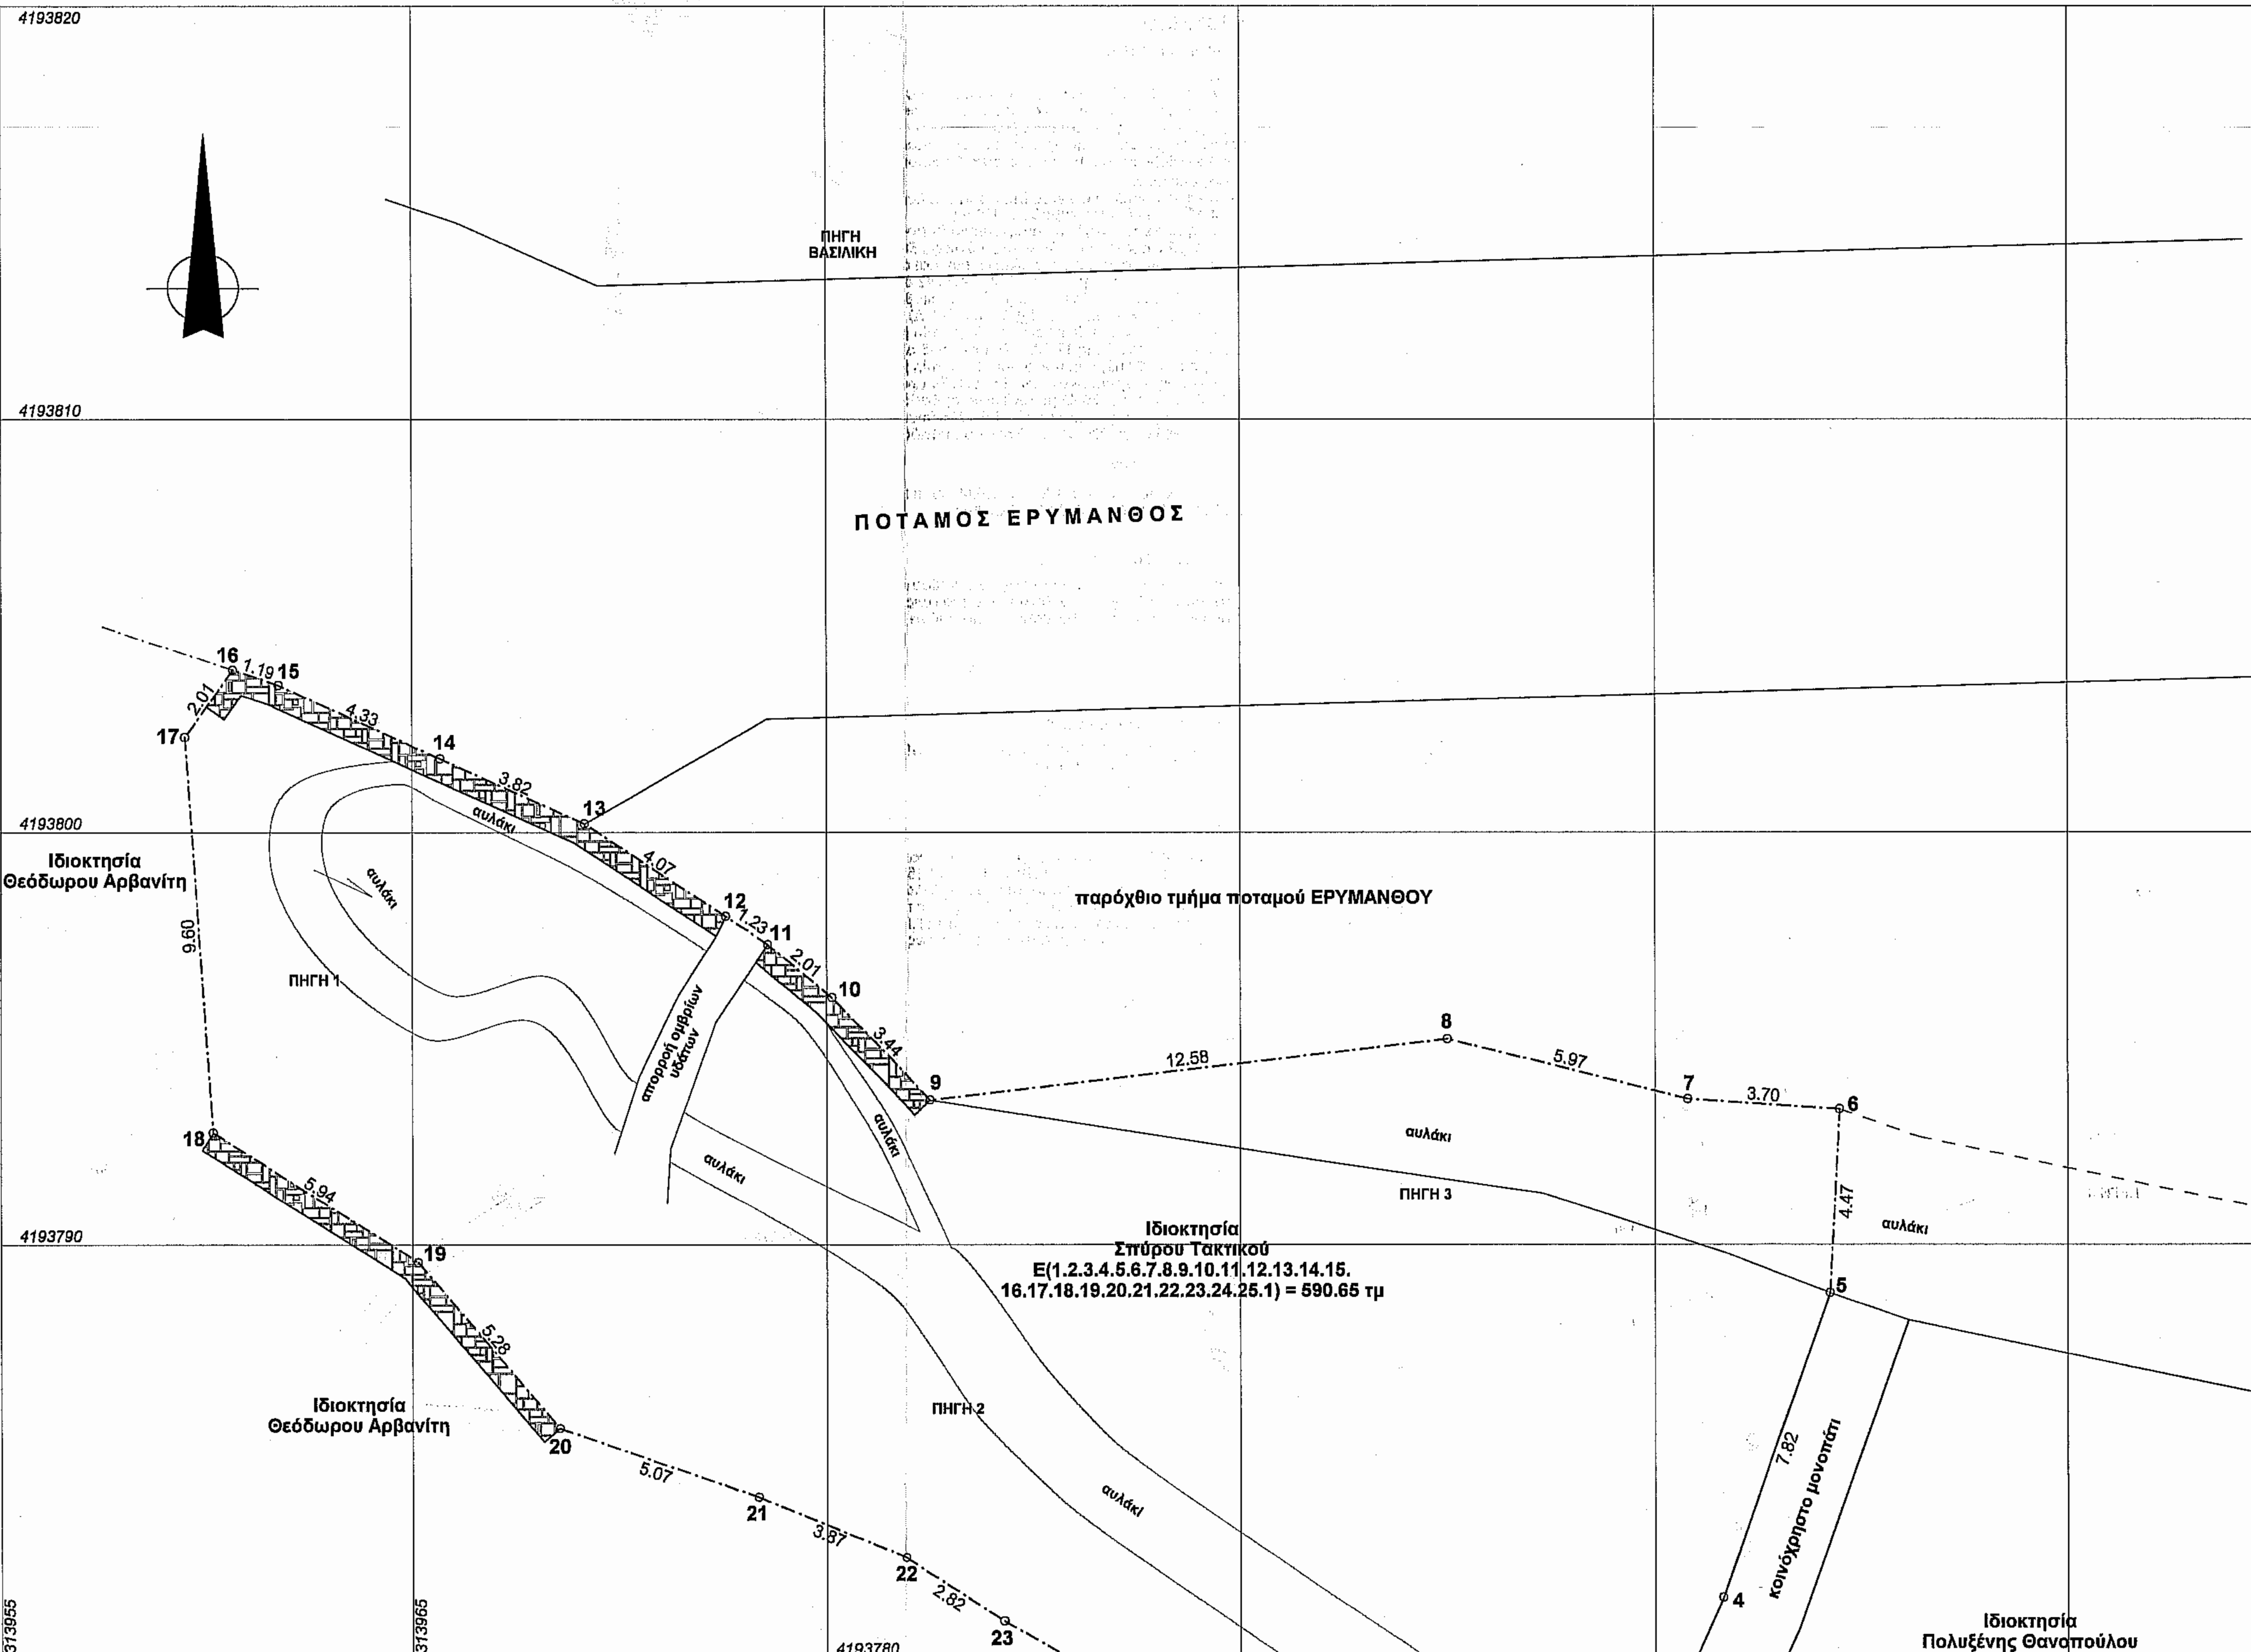 4193820
ΠΗΓΗ
ΒΑΣΙΛΙΚΗ
4193810
ΠΟΤΑΜΟΣ ΕΡΥΜΑΝΘΟΣ
16
1.19
15
2.01
4.33
17
14
3.82
13
αυλάκι
4193800
Ιδιοκτησία
Θεόδωρου Αρβανίτη
αυλάκι
4.07
παρόχθιο τμήμα ποταμού ΕΡΥΜΑΝΘΟΥ
12
1.23
11
9.60
2.01
ΠΗΓΗ 1
10
απορροή ομβρίων
υδάτων
3.44
8
12.58
5.97
9
7
3.70
6
18
αυλάκι
αυλάκι
αυλάκι
5.94
ΠΗΓΗ 3
4.47
αυλάκι
4193790
19
Ιδιοκτησία
Σπύρου Τακτικού
Ε(1.2.3.4.5.6.7.8.9.10.11.12.13.14.15.
16.17.18.19.20.21.22.23.24.25.1) = 590.65 τμ
5
5.28
Ιδιοκτησία
Θεόδωρου Αρβανίτη
ΠΗΓΗ 2
20
7.82
κοινόχρηστο μονοπάτι
5.07
αυλάκι
21
3.87
22
2.82
4
23
313955
313965
4193780
Ιδιοκτησία
Πολυξένης Θανοπούλου